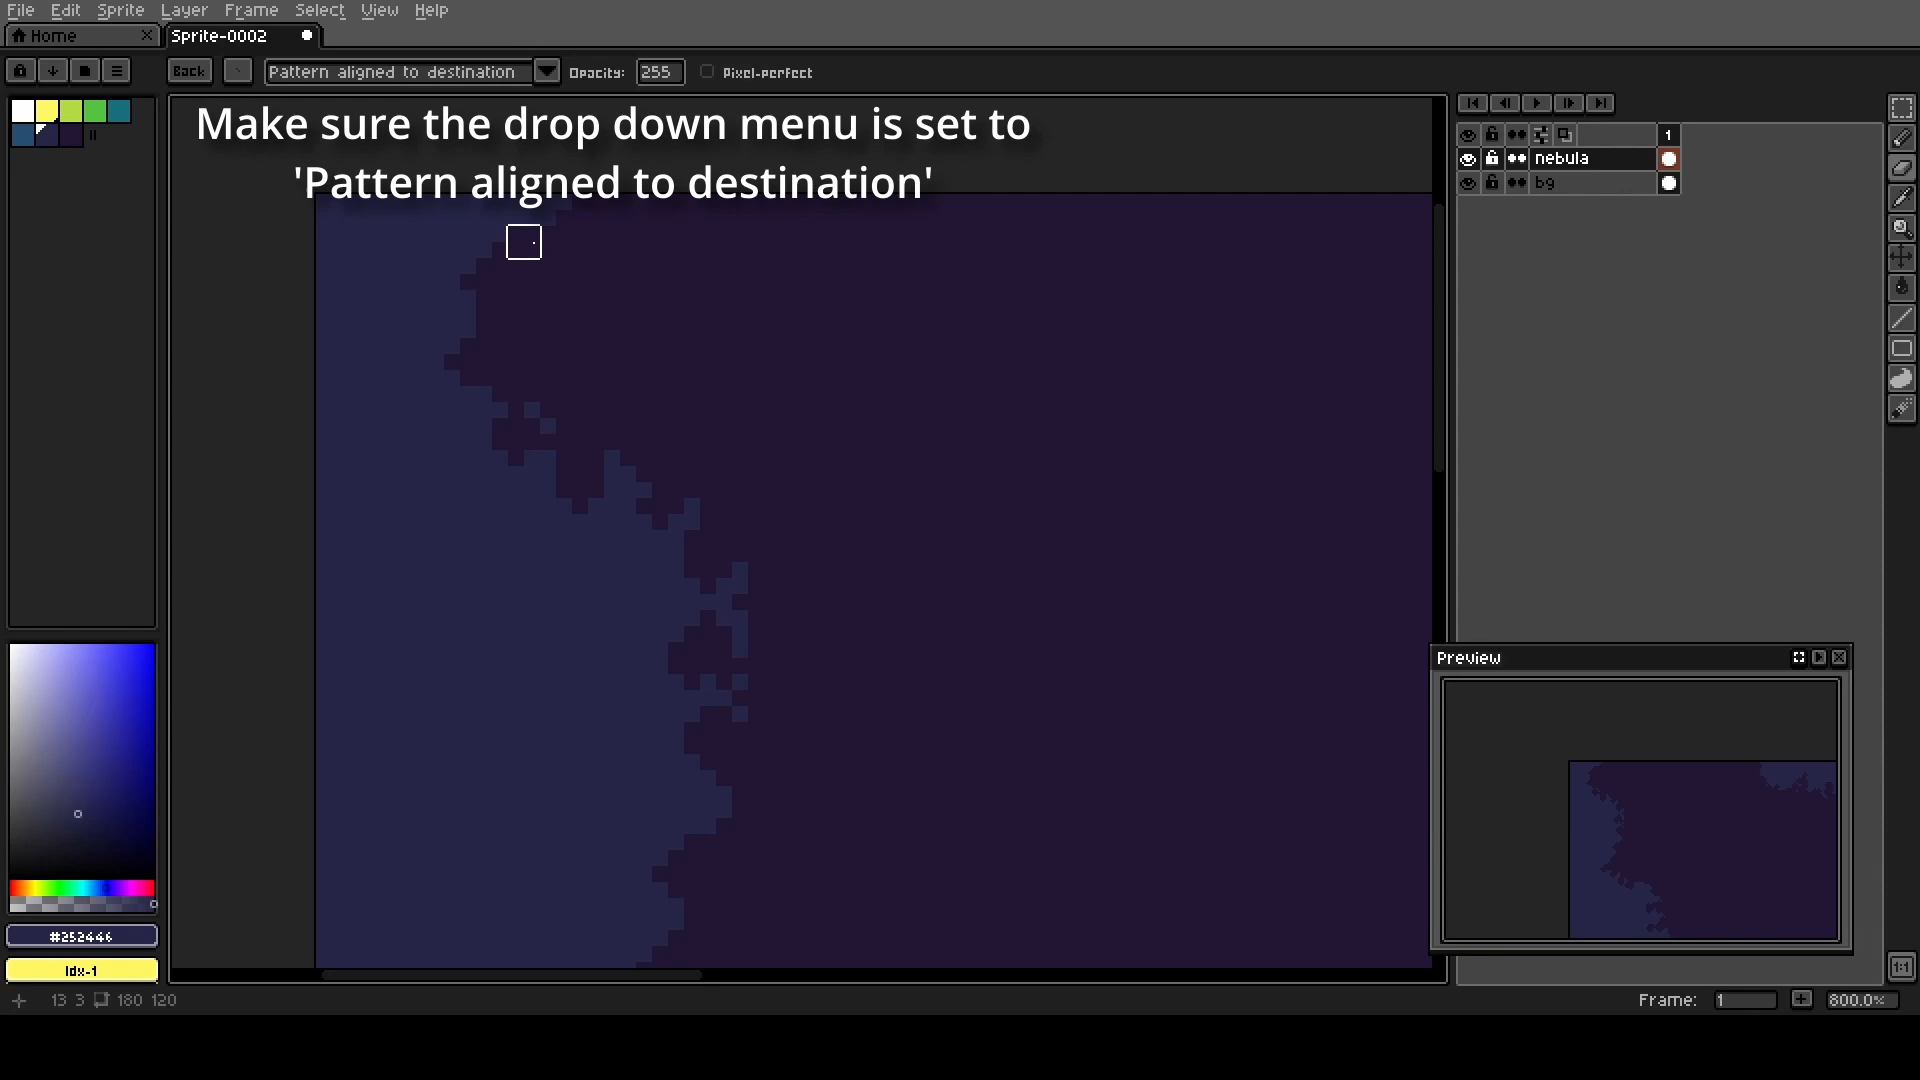 File Edit Sprite Layer Frame Select View Help
Home
Sprite-0002
Back
Pattern aligned to destination
Opacity: 255
Pixel-perfect
Make sure the drop down menu is set to
'Pattern aligned to destination'
1
nebula
bg
Preview
#252446
Idx-1
13 3
180 120
Frame: 1
800.0%
1:1